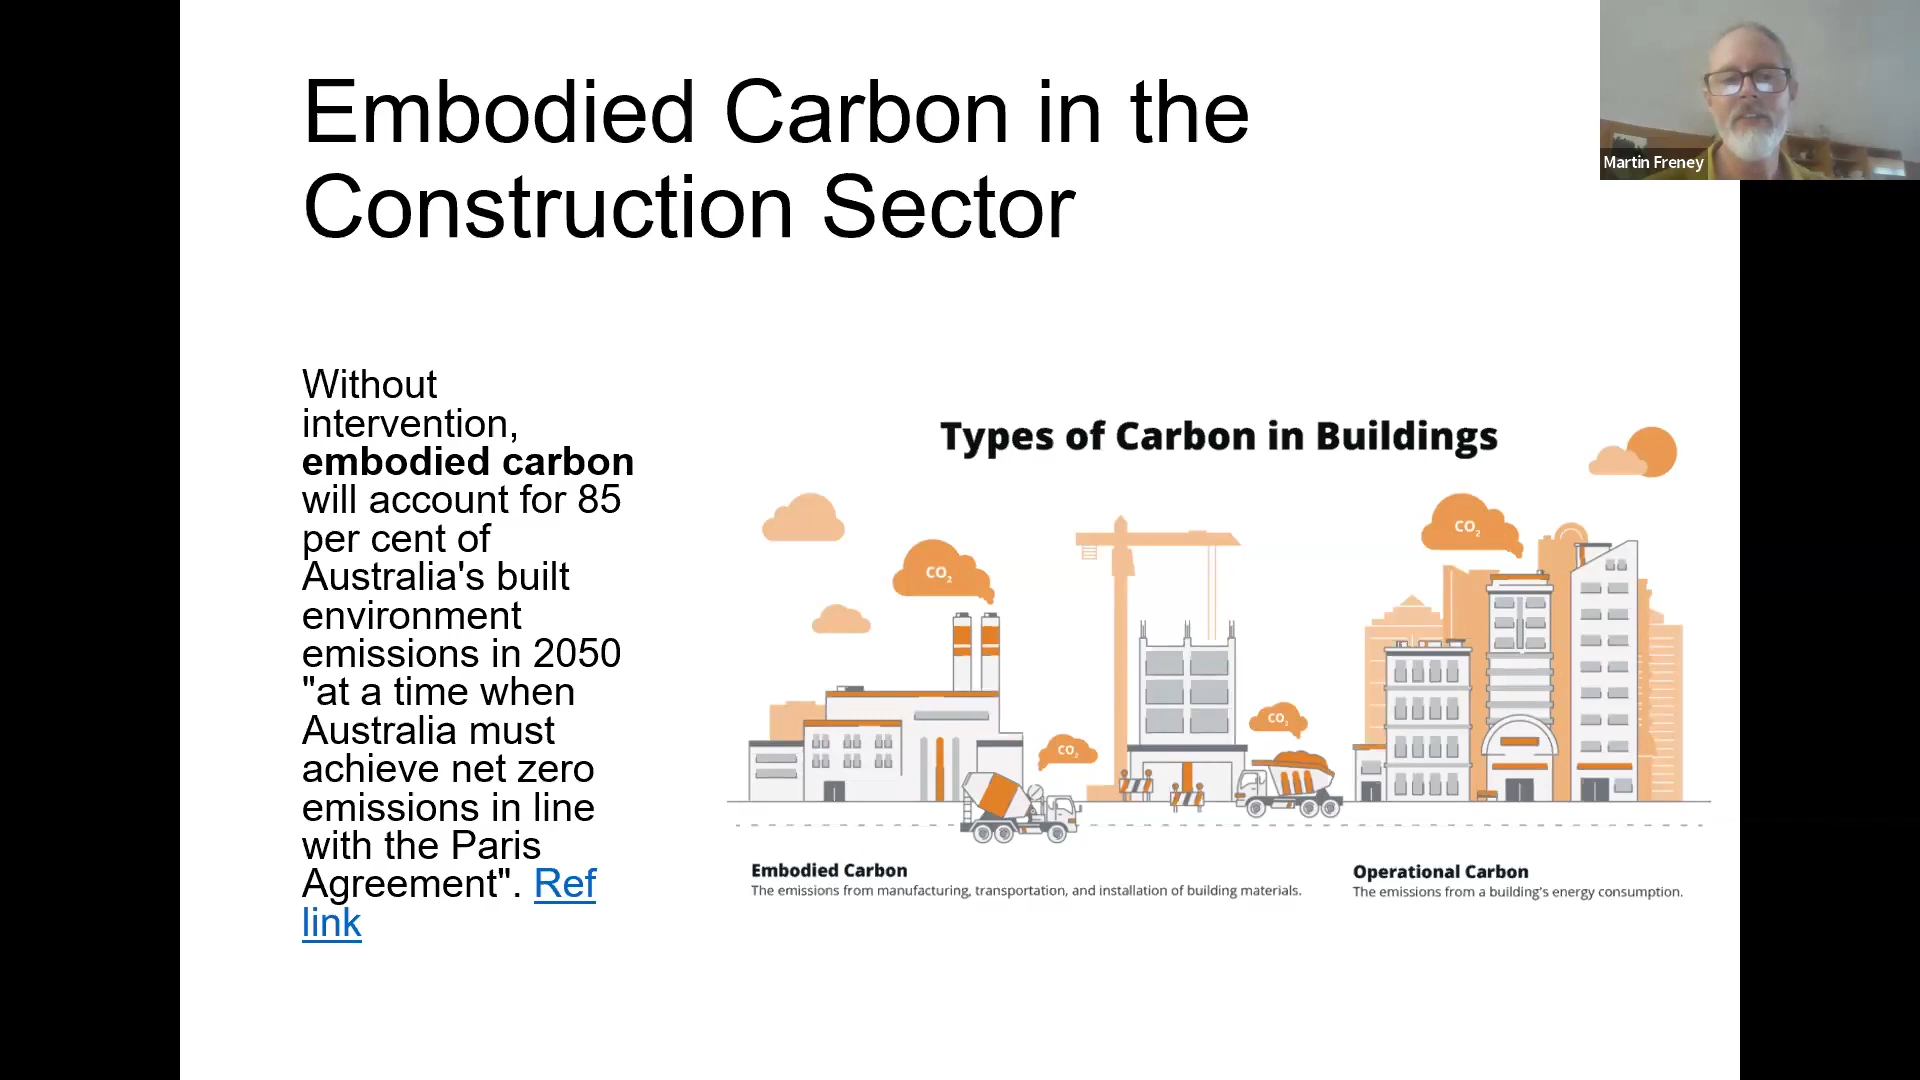 Embodied Carbon in the
Construction Sector
Martin Freney
Without
intervention,
embodied carbon
will account for 85
per cent of
Australia's built
environment
emissions in 2050
"at a time when
Australia must
achieve net zero
emissions in line
with the Paris
Agreement". Ref
link
Types of Carbon in Buildings
CO₂
CO₂
CO₂
CO₂
Embodied Carbon
The emissions from manufacturing, transportation, and installation of building materials.
Operational Carbon
The emissions from a building's energy consumption.